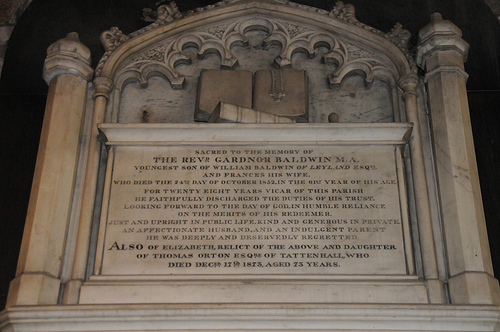 SACRED TO THE MEMORY OF
THE REVD. GARDNOR BALDWIN M.A.
YOUNGEST SON OF WILLIAM BALDWIN OF LEYLAND ESQRE.
AND FRANCES HIS WIFE.
WHO DIED THE 24TH DAY OF OCTOBER 1852, IN THE 61ST YEAR OF HIS AGE
FOR TWENTY EIGHT YEARS VICAR OF THIS PARISH
HE FAITHFULLY DISCHARGED THE DUTIES OF HIS TRUST,
LOOKING FORWARD TO THE DAY OF GOD, IN HUMBLE RELIANCE
ON THE MERITS OF HIS REDEEMER.
JUST AND UPRIGHT IN PUBLIC LIFE, KIND AND GENEROUS IN PRIVATE
AN AFFECTIONATE HUSBAND, AND AN INDULGENT PARENT
HE WAS DEEPLY AND DESERVEDLY REGRETTED.
ALSO OF ELIZABETH, RELICT OF THE ABOVE AND DAUGHTER
OF THOMAS ORTON ESQRE. OF TATTENHALL, WHO
DIED DECBR. 17TH 1873, AGED 73 YEARS.